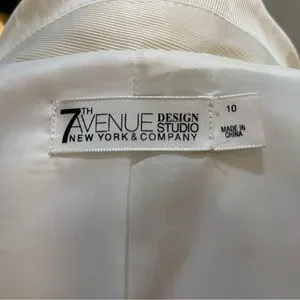 7TH
AVENUE DESIGN STUDIO
NEW YORK & COMPANY
10
MADE IN
CHINA